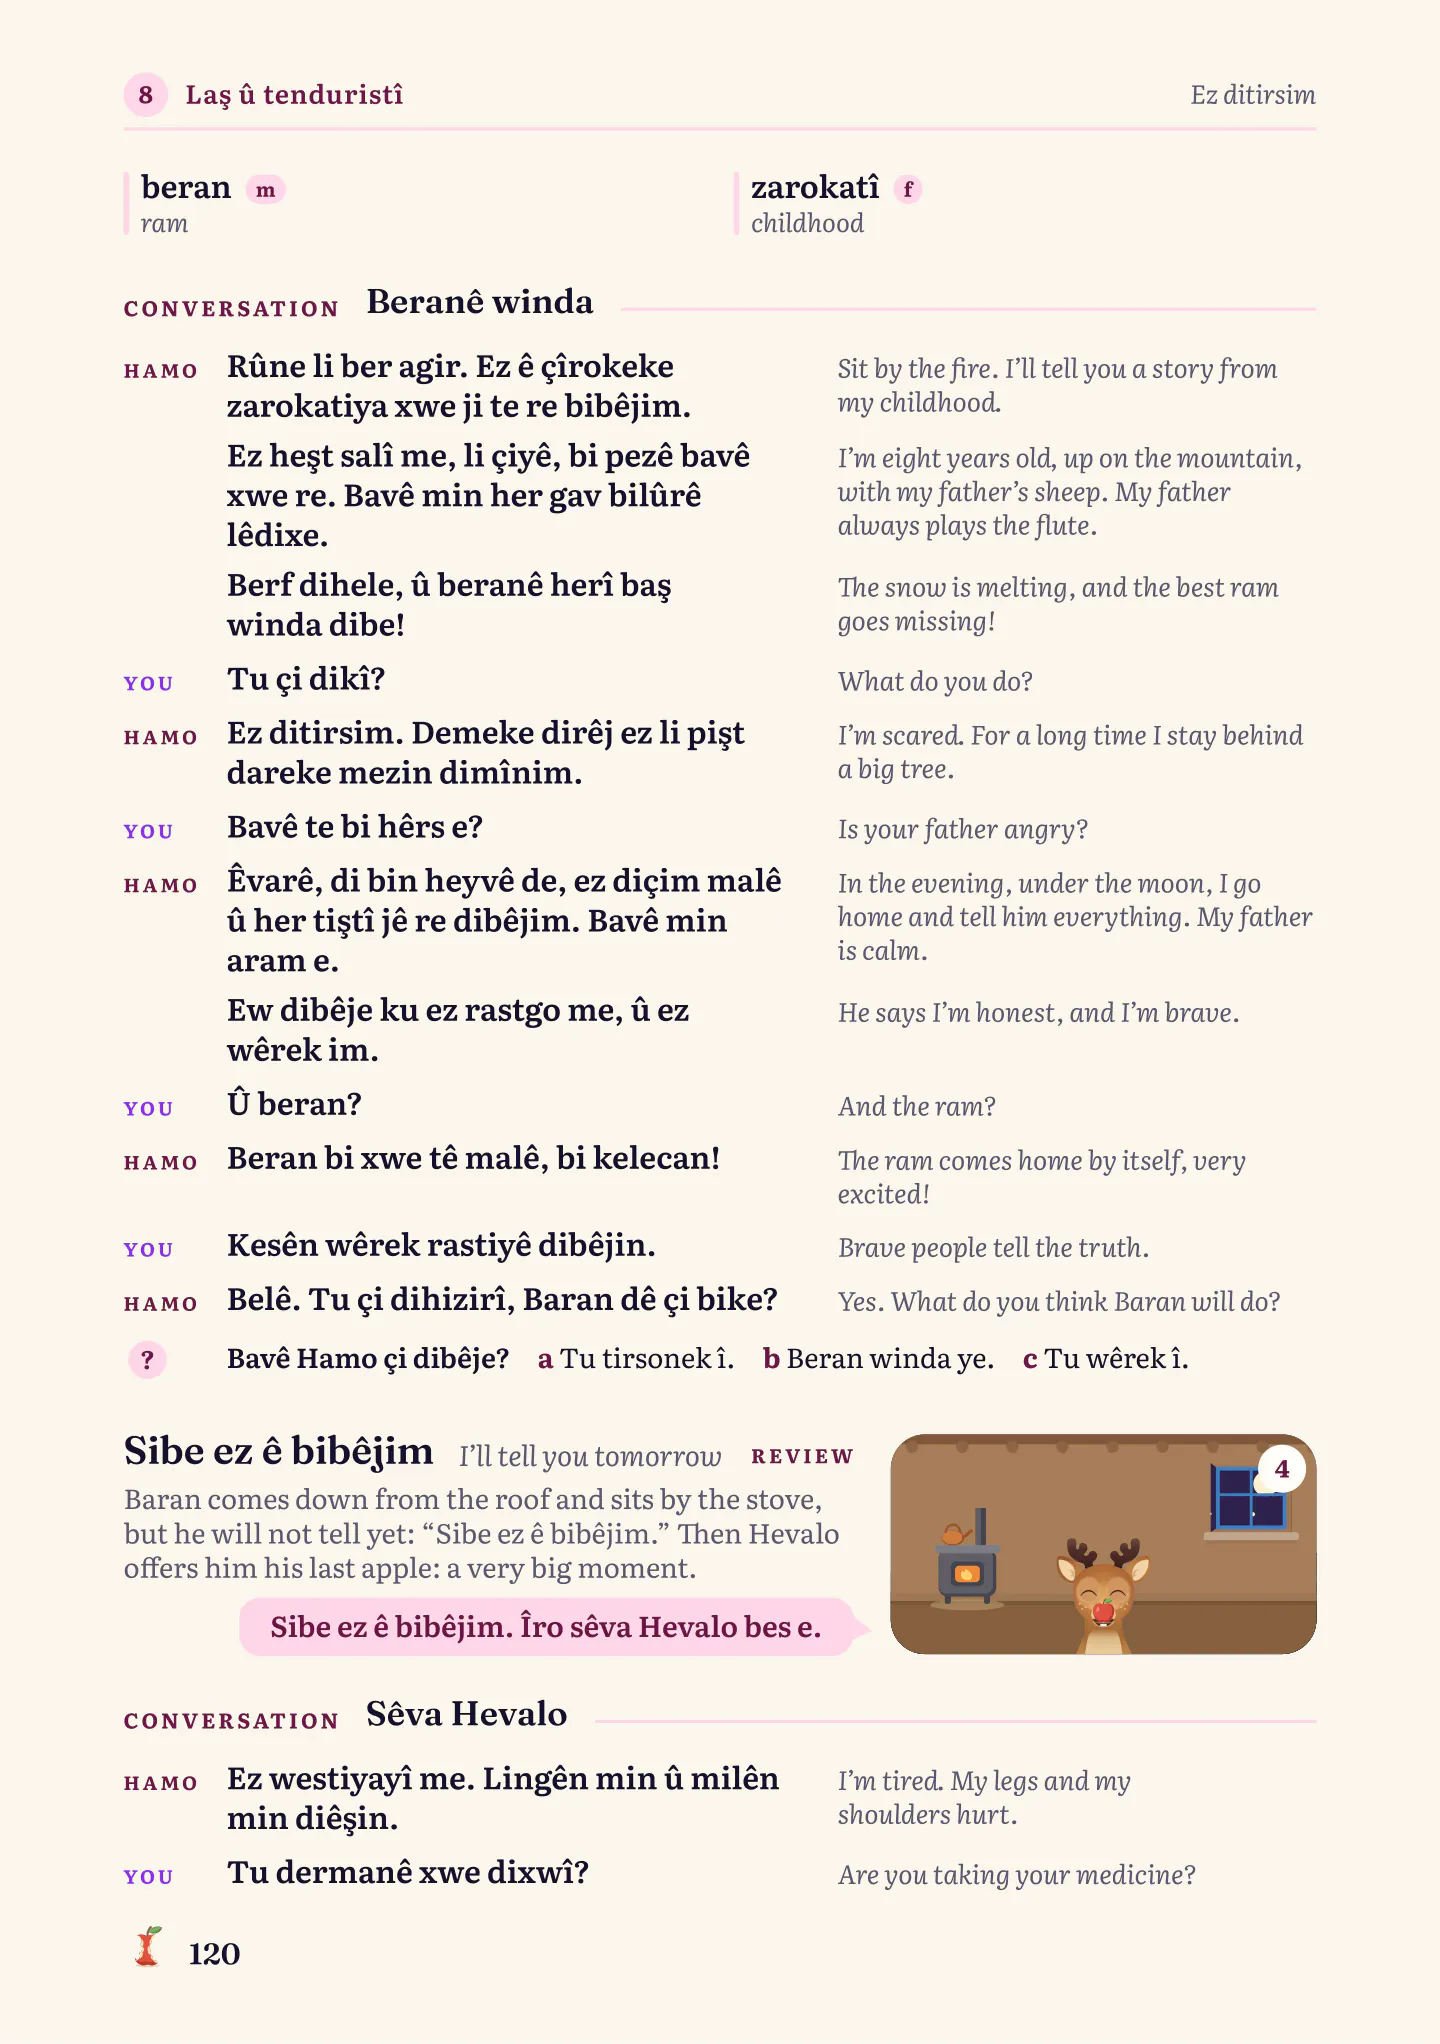 8 Laş û tenduristî
Ez ditirsim
beran m
ram
zarokatî f
childhood
CONVERSATION Beranê winda
HAMO Rûne li ber agir. Ez ê çîrokeke
zarokatiya xwe ji te re bibêjim.
Sit by the fire. I’ll tell you a story from
my childhood.
Ez heşt salî me, li çiyê, bi pezê bavê
xwe re. Bavê min her gav bilûrê
lêdixe.
I’m eight years old, up on the mountain,
with my father’s sheep. My father
always plays the flute.
Berf dihele, û beranê herî baş
winda dibe!
The snow is melting, and the best ram
goes missing!
YOU Tu çi dikî?
What do you do?
HAMO Ez ditirsim. Demeke dirêj ez li pişt
dareke mezin dimînim.
I’m scared. For a long time I stay behind
a big tree.
YOU Bavê te bi hêrs e?
Is your father angry?
HAMO Êvarê, di bin heyvê de, ez diçim malê
û her tiştî jê re dibêjim. Bavê min
aram e.
In the evening, under the moon, I go
home and tell him everything. My father
is calm.
Ew dibêje ku ez rastgo me, û ez
wêrek im.
He says I’m honest, and I’m brave.
YOU Û beran?
And the ram?
HAMO Beran bi xwe tê malê, bi kelecan!
The ram comes home by itself, very
excited!
YOU Kesên wêrek rastiyê dibêjin.
Brave people tell the truth.
HAMO Belê. Tu çi dihizirî, Baran dê çi bike?
Yes. What do you think Baran will do?
? Bavê Hamo çi dibêje? a Tu tirsonek î. b Beran winda ye. c Tu wêrek î.
Sibe ez ê bibêjim I’ll tell you tomorrow REVIEW
Baran comes down from the roof and sits by the stove,
but he will not tell yet: “Sibe ez ê bibêjim.” Then Hevalo
offers him his last apple: a very big moment.
Sibe ez ê bibêjim. Îro sêva Hevalo bes e.
4
CONVERSATION Sêva Hevalo
HAMO Ez westiyayî me. Lingên min û milên
min diêşin.
I’m tired. My legs and my
shoulders hurt.
YOU Tu dermanê xwe dixwî?
Are you taking your medicine?
120